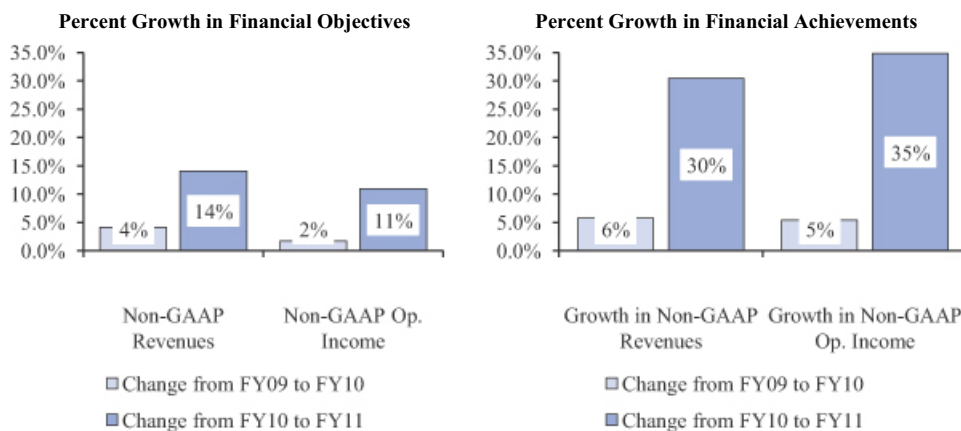 Percent Growth in Financial Objectives
35.0%
30.0%
25.0%
20.0%
15.0%
10.0%
5.0%
0.0%
4%
14%
2%
11%
Non-GAAP
Revenues
Non-GAAP Op.
Income
Change from FY09 to FY10
Change from FY10 to FY11
Percent Growth in Financial Achievements
35.0%
30.0%
25.0%
20.0%
15.0%
10.0%
5.0%
0.0%
6%
30%
5%
35%
Growth in Non-GAAP
Revenues
Growth in Non-GAAP
Op. Income
Change from FY09 to FY10
Change from FY10 to FY11